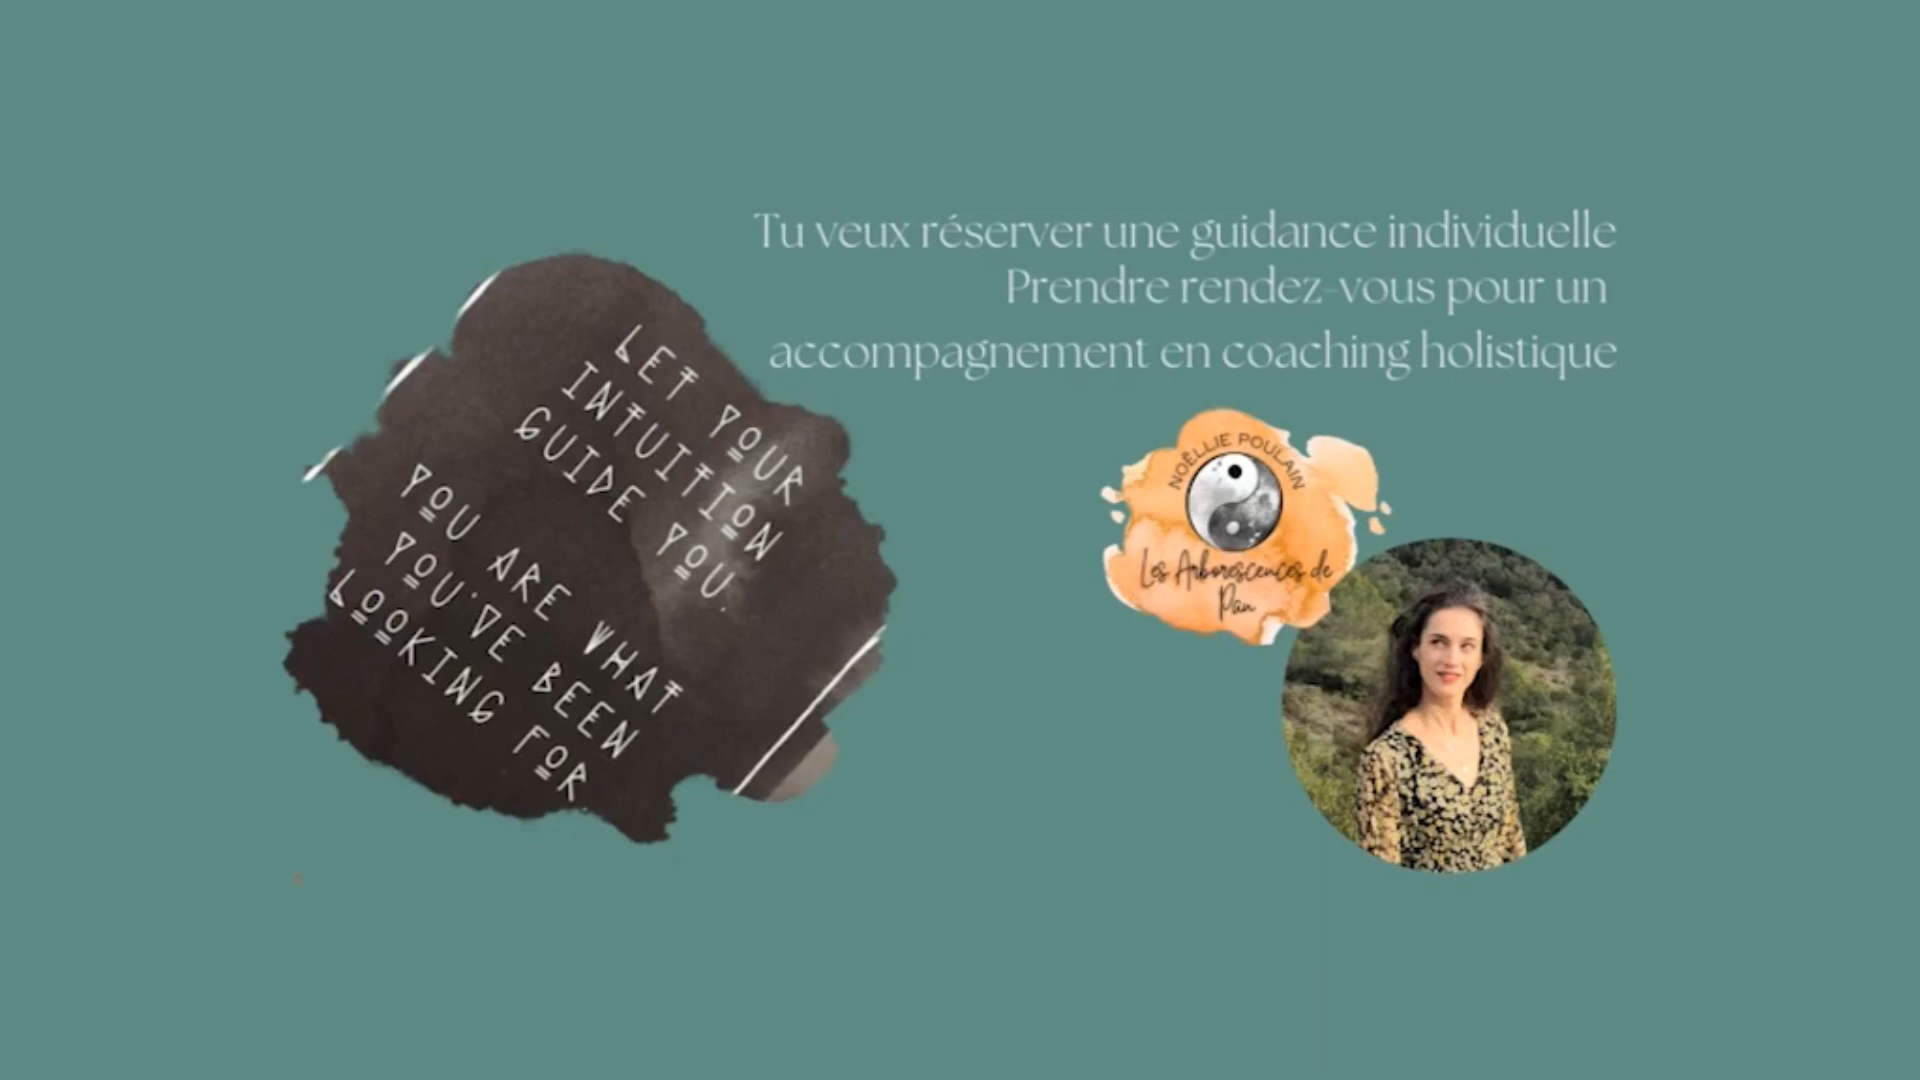 Tu veux réserver une guidance individuelle
Prendre rendez-vous pour un
accompagnement en coaching holistique
LET YOUR
INTUITION
GUIDE YOU.
YOU ARE WHAT
YOU'VE BEEN
LOOKING FOR
NOËLLIE POULAIN
Les Arborescences de
Pan